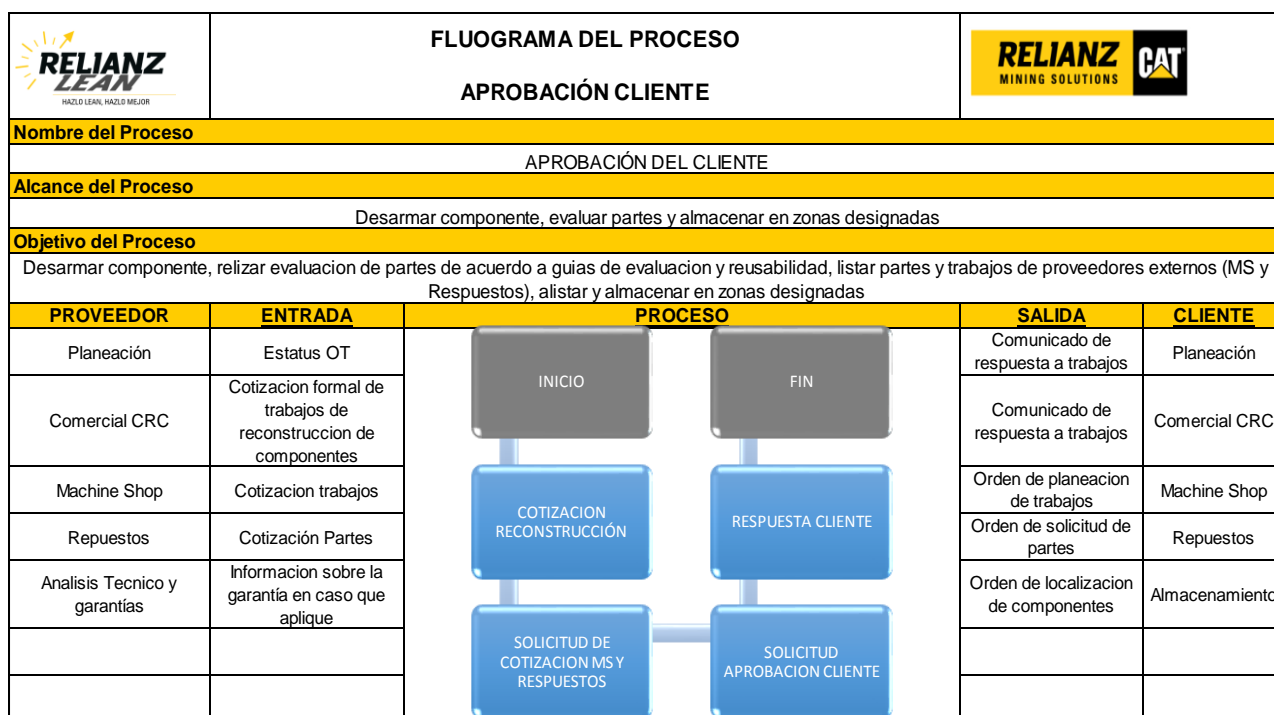 RELIANZ
LEAN
HAZLO LEAN, HAZLO MEJOR
FLUOGRAMA DEL PROCESO
APROBACIÓN CLIENTE
RELIANZ
MINING SOLUTIONS
CAT
Nombre del Proceso
APROBACIÓN DEL CLIENTE
Alcance del Proceso
Desarmar componente, evaluar partes y almacenar en zonas designadas
Objetivo del Proceso
Desarmar componente, relizar evaluacion de partes de acuerdo a guias de evaluacion y reusabilidad, listar partes y trabajos de proveedores externos (MS y
Respuestos), alistar y almacenar en zonas designadas
PROVEEDOR
ENTRADA
PROCESO
SALIDA
CLIENTE
Planeación
Estatus OT
Comunicado de
respuesta a trabajos
Planeación
Comercial CRC
Cotizacion formal de
trabajos de
reconstruccion de
componentes
Comunicado de
respuesta a trabajos
Comercial CRC
Machine Shop
Cotizacion trabajos
Orden de planeacion
de trabajos
Machine Shop
Repuestos
Cotización Partes
Orden de solicitud de
partes
Repuestos
Analisis Tecnico y
garantías
Informacion sobre la
garantía en caso que
aplique
Orden de localizacion
de componentes
Almacenamiento
INICIO
COTIZACION
RECONSTRUCCIÓN
SOLICITUD DE
COTIZACION MS Y
RESPUESTOS
SOLICITUD
APROBACION CLIENTE
RESPUESTA CLIENTE
FIN